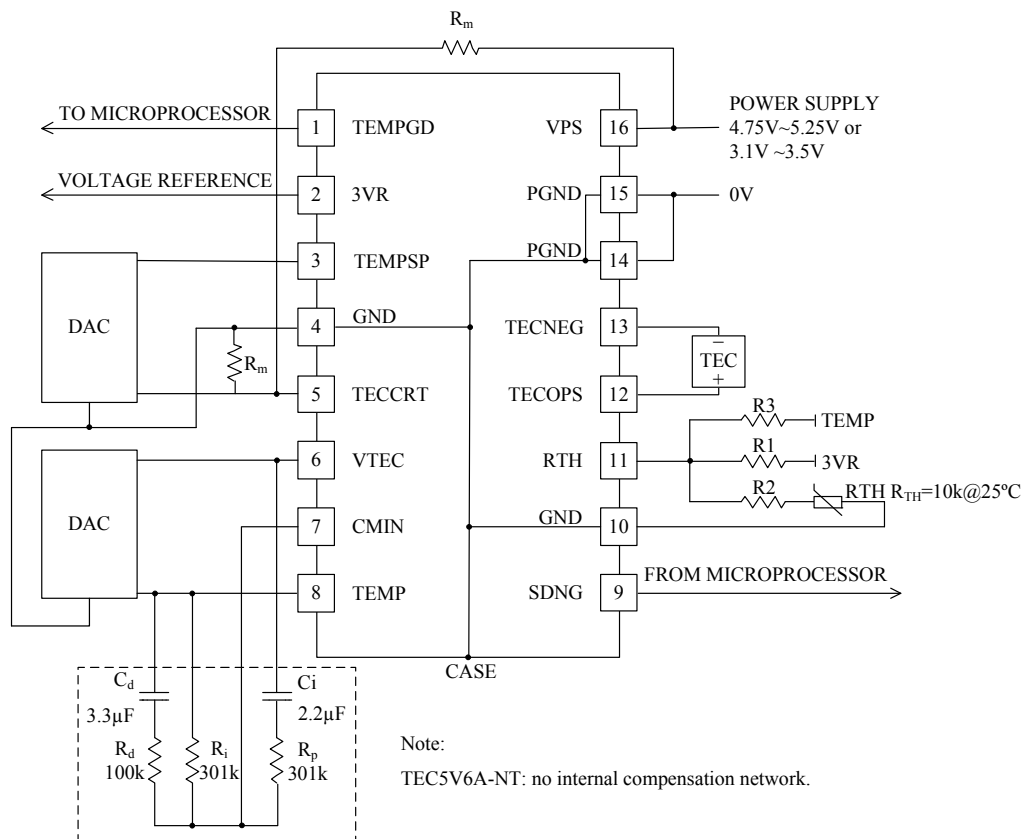 Rm
TO MICROPROCESSOR
1 TEMPGD
VPS 16
POWER SUPPLY
4.75V~5.25V or
3.1V ~3.5V
VOLTAGE REFERENCE
2 3VR
PGND 15
0V
3 TEMPSP
PGND 14
DAC
4 GND
TECNEG 13
−
TEC
+
Rm
5 TECCRT
TECOPS 12
R3
TEMP
6 VTEC
RTH 11
R1
3VR
R2
RTH RTH=10k@25ºC
DAC
7 CMIN
GND 10
FROM MICROPROCESSOR
8 TEMP
SDNG 9
CASE
Cd
3.3µF
Ci
2.2µF
Rd
100k
Ri
301k
Rp
301k
Note:
TEC5V6A-NT: no internal compensation network.